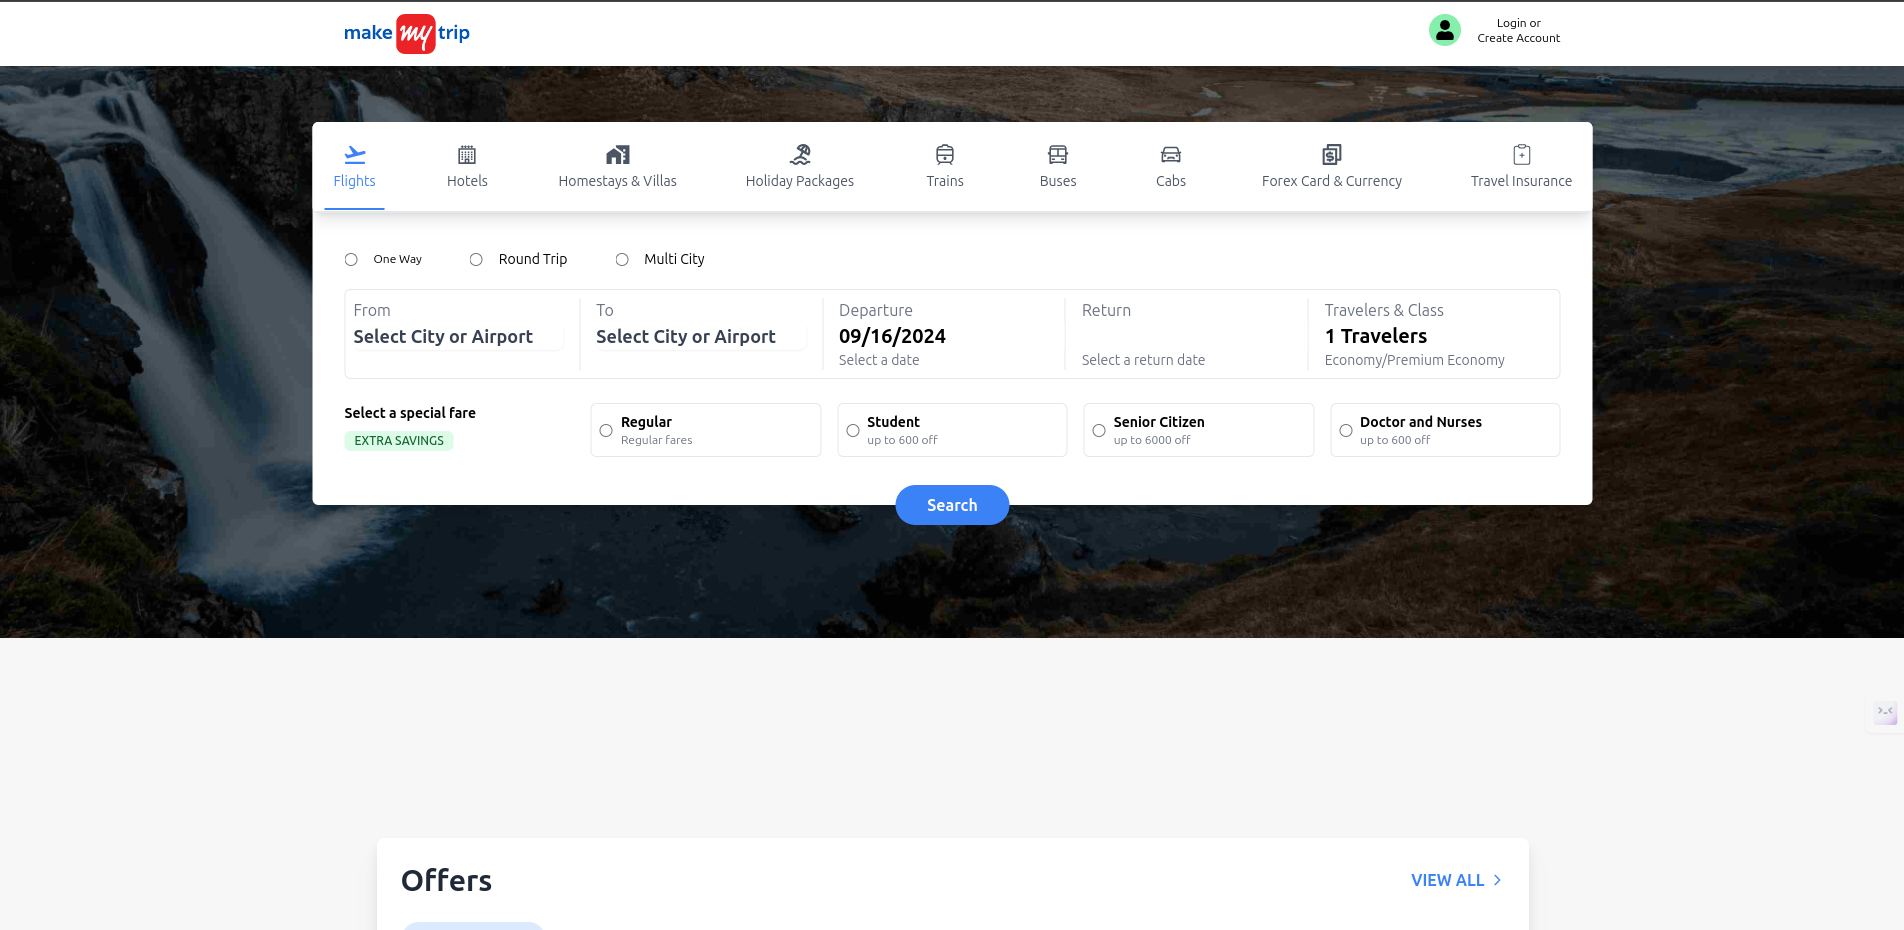 make my trip
Login or
Create Account
Flights
Hotels
Homestays & Villas
Holiday Packages
Trains
Buses
Cabs
Forex Card & Currency
Travel Insurance
One Way
Round Trip
Multi City
From
Select City or Airport
To
Select City or Airport
Departure
09/16/2024
Select a date
Return
Select a return date
Travelers & Class
1 Travelers
Economy/Premium Economy
Select a special fare
EXTRA SAVINGS
Regular
Regular fares
Student
up to 600 off
Senior Citizen
up to 6000 off
Doctor and Nurses
up to 600 off
Search
Offers
VIEW ALL